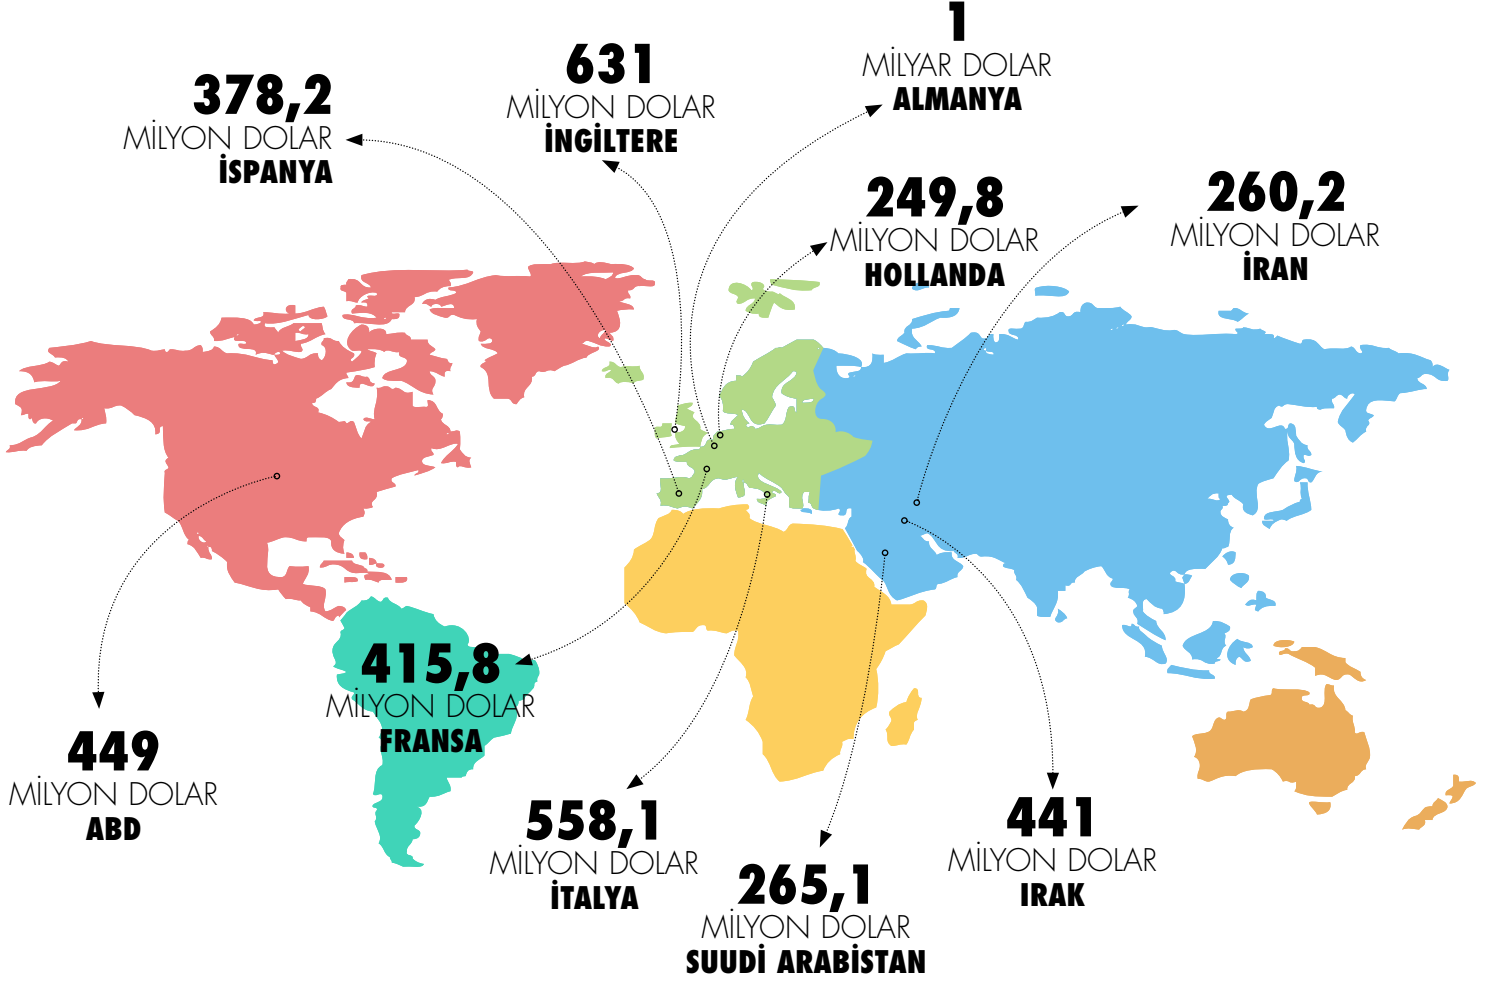 1
MİLYAR DOLAR
ALMANYA
631
MİLYON DOLAR
İNGİLTERE
378,2
MİLYON DOLAR
İSPANYA
249,8
MİLYON DOLAR
HOLLANDA
260,2
MİLYON DOLAR
İRAN
415,8
MİLYON DOLAR
FRANSA
449
MİLYON DOLAR
ABD
558,1
MİLYON DOLAR
İTALYA
265,1
MİLYON DOLAR
SUUDİ ARABİSTAN
441
MİLYON DOLAR
IRAK